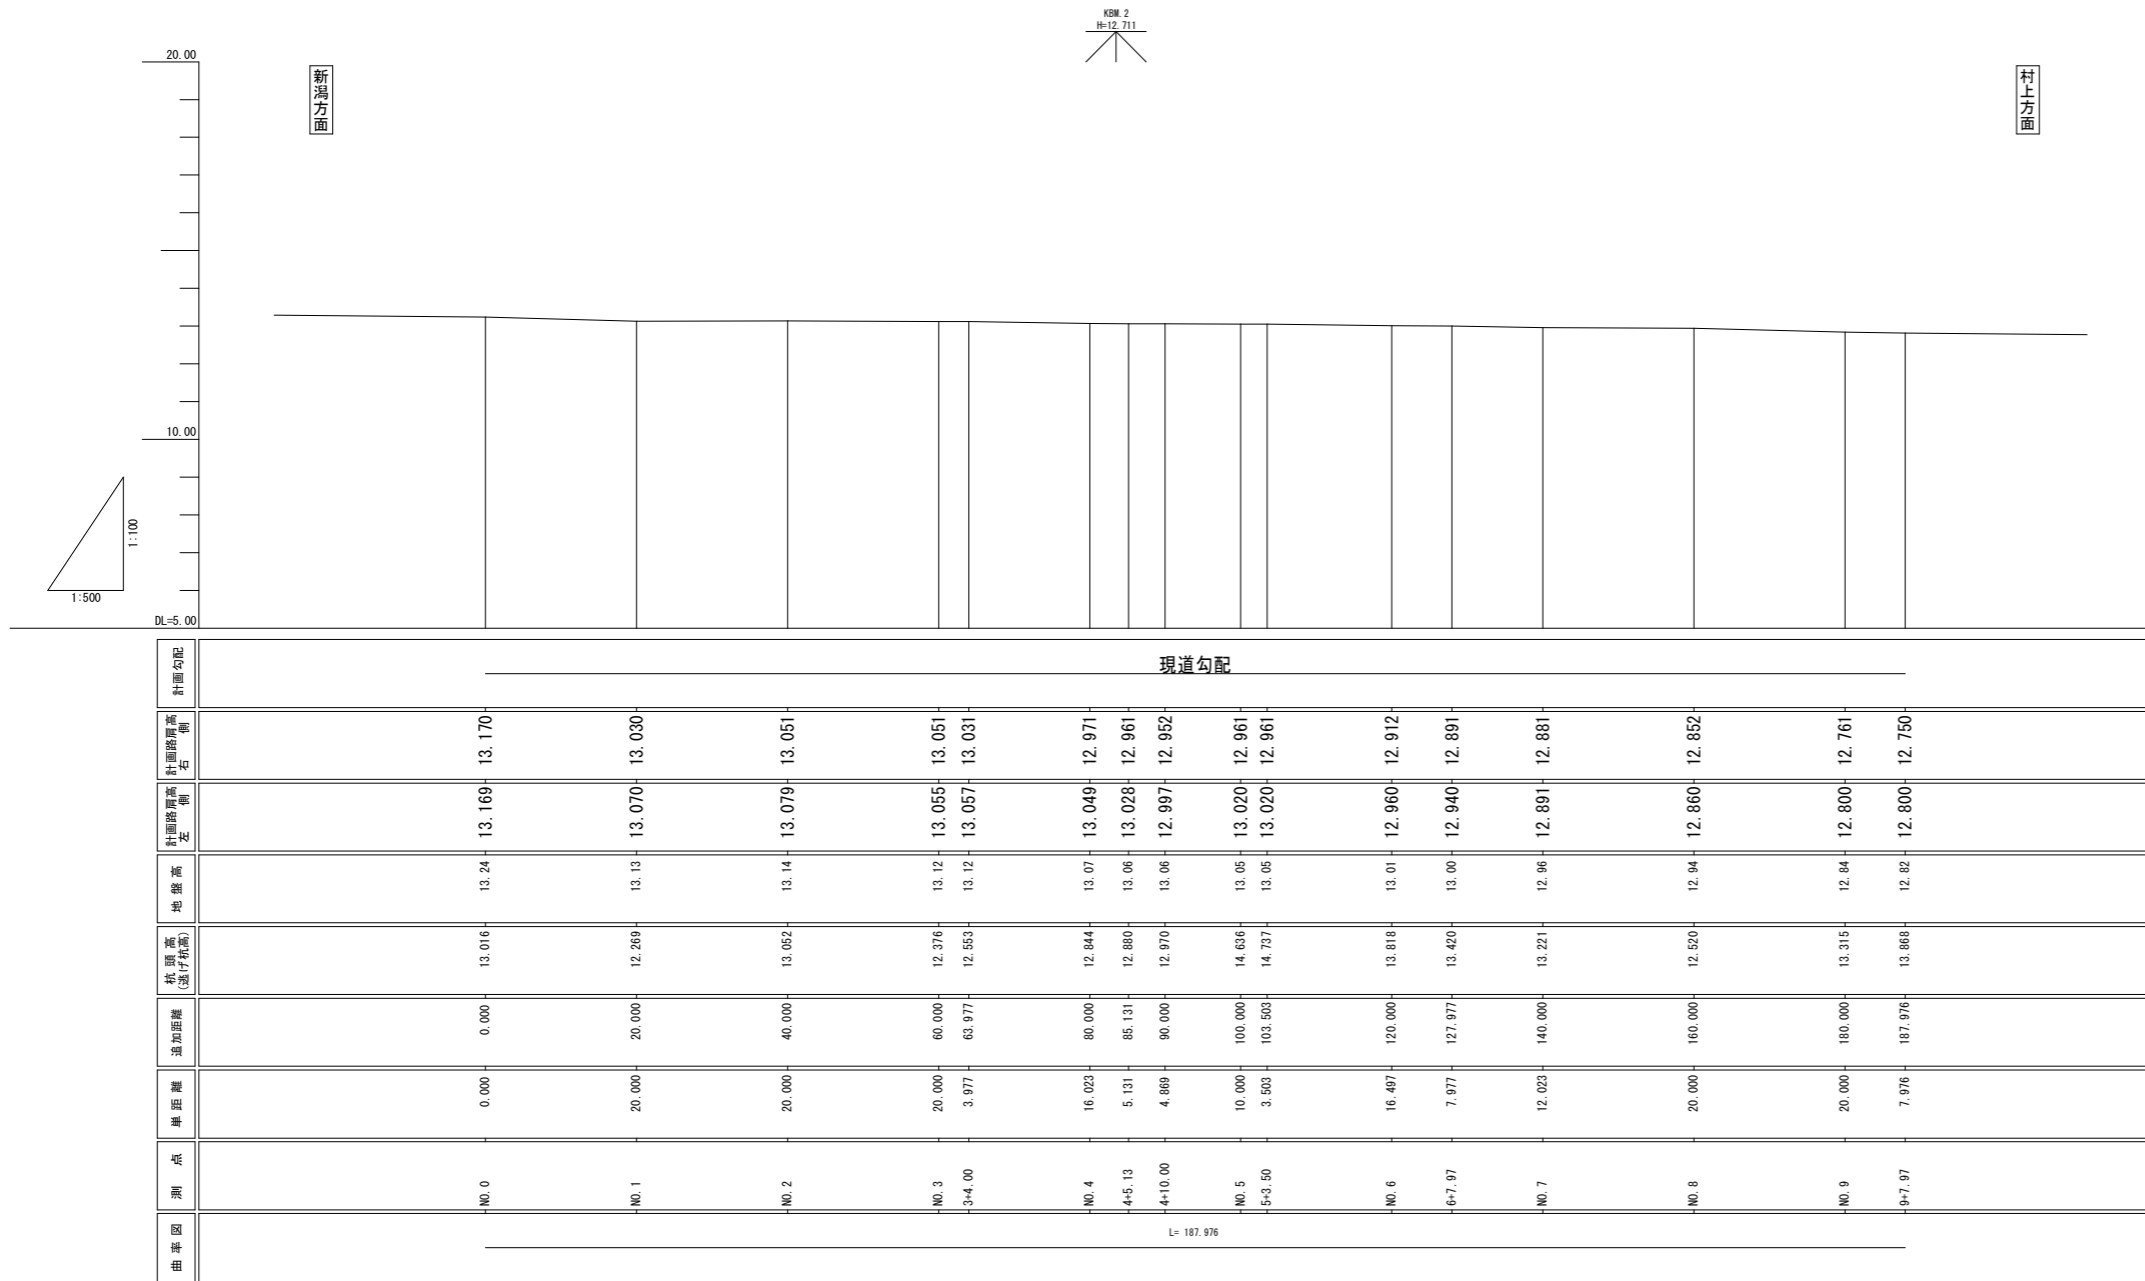 KBM.2
H=12.711
20.00
新潟方面
村上方面
10.00
1:100
1:500
DL=5.00
計画勾配
現道勾配
計画路肩高
右 側
13.170 13.030 13.051 13.051 13.031 12.971 12.961 12.952 12.961 12.961 12.912 12.891 12.881 12.852 12.761 12.750
計画路肩高
左 側
13.169 13.070 13.079 13.055 13.057 13.049 13.028 12.997 13.020 13.020 12.960 12.940 12.891 12.860 12.800 12.800
地 盤 高
13.24 13.13 13.14 13.12 13.12 13.07 13.06 13.06 13.05 13.05 13.01 13.00 12.96 12.94 12.84 12.82
杭 頭 高
(逃げ杭高)
13.016 12.269 13.052 12.376 12.553 12.844 12.880 12.970 14.636 14.737 13.818 13.420 13.221 12.520 13.315 13.868
追加距離
0.000 20.000 40.000 60.000 63.977 80.000 85.131 90.000 100.000 103.503 120.000 127.977 140.000 160.000 180.000 187.976
単 距 離
0.000 20.000 20.000 20.000 3.977 16.023 5.131 4.869 10.000 3.503 16.497 7.977 12.023 20.000 20.000 7.976
測 点
NO.0 NO.1 NO.2 NO.3 3+4.00 NO.4 4+5.13 4+10.00 NO.5 5+3.50 NO.6 6+7.97 NO.7 NO.8 NO.9 9+7.97
曲 率 図
L= 187.976